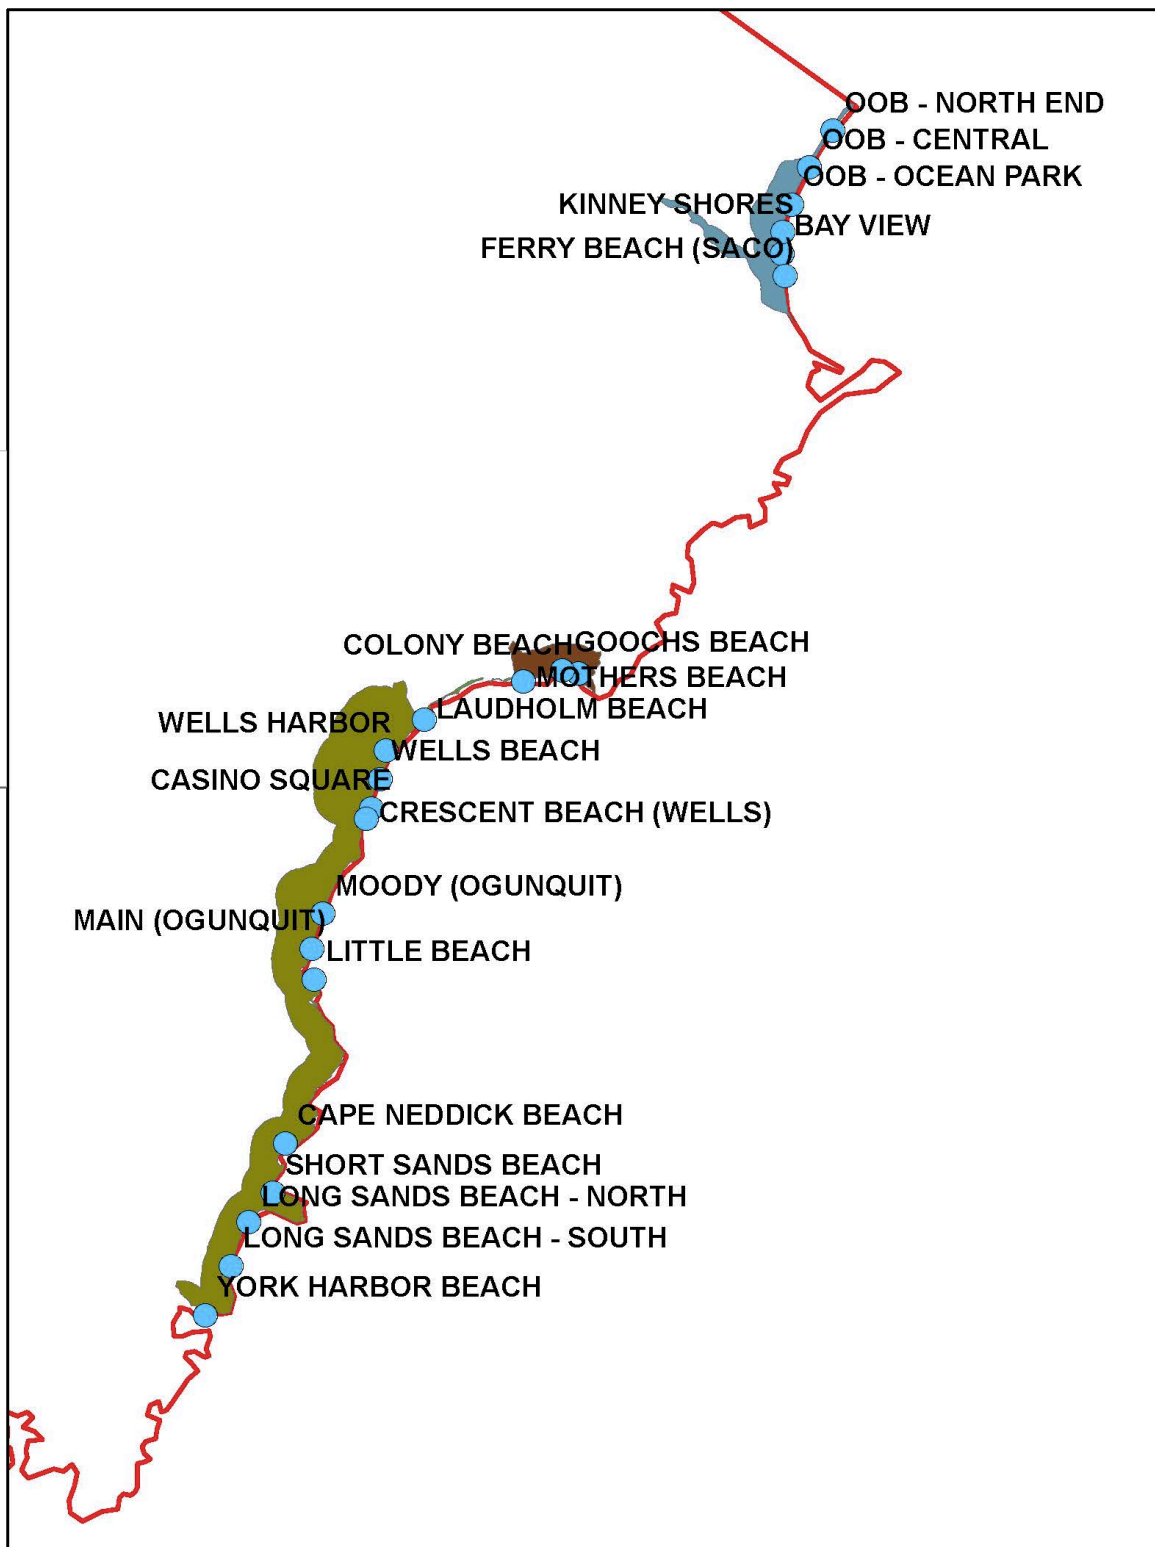 OOB - NORTH END
OOB - CENTRAL
OOB - OCEAN PARK
KINNEY SHORES
BAY VIEW
FERRY BEACH (SACO)
COLONY BEACH
GOOCHS BEACH
MOTHERS BEACH
LAUDHOLM BEACH
WELLS HARBOR
WELLS BEACH
CASINO SQUARE
CRESCENT BEACH (WELLS)
MOODY (OGUNQUIT)
MAIN (OGUNQUIT)
LITTLE BEACH
CAPE NEDDICK BEACH
SHORT SANDS BEACH
LONG SANDS BEACH - NORTH
LONG SANDS BEACH - SOUTH
YORK HARBOR BEACH